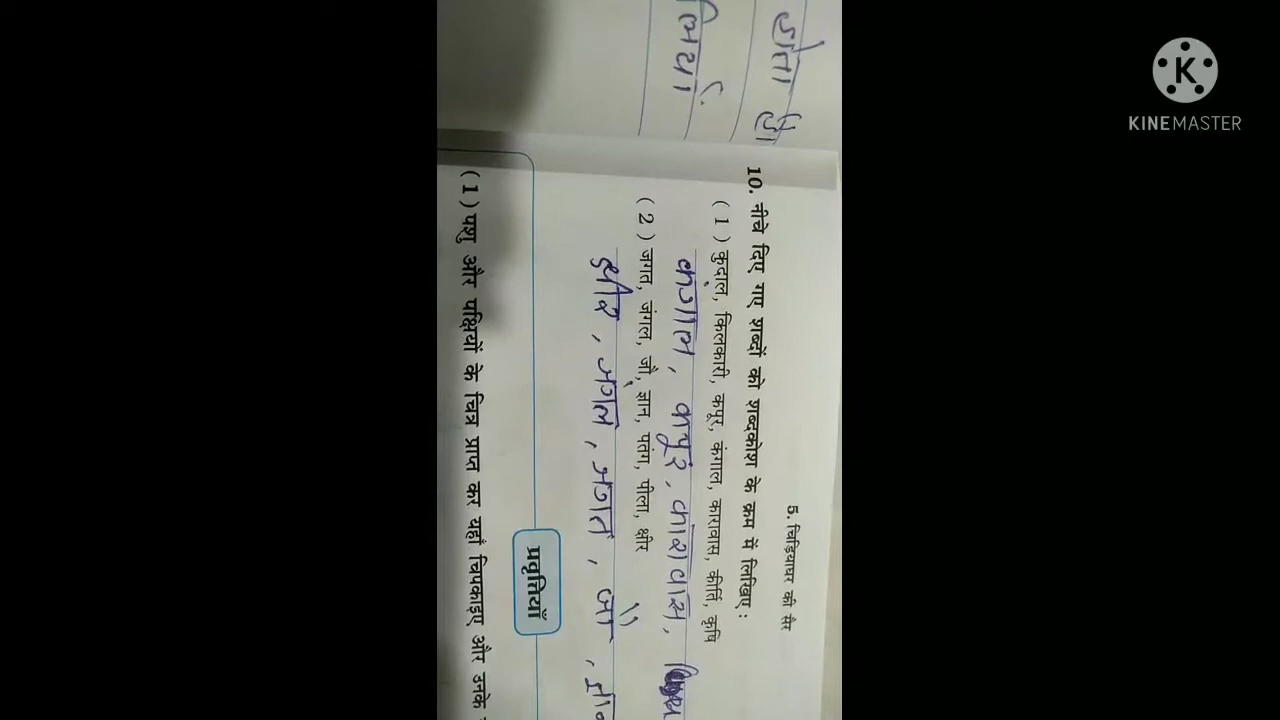 होता है।
लिये।
5. चिड़ियाघर की सैर
10. नीचे दिए गए शब्दों को शब्दकोश के क्रम में लिखिए :
(1) कुदाल, किलकारी, कपूर, कंगाल, कारावास, कीर्ति, कृषि
कंगाल, कपूर, कारावास,
(2) जगत, जंगल, जौ, ज्ञान, पतंग, पीला, क्षीर
क्षीर, जंगल, जगत, जौ,
प्रवृत्तियाँ
(1) पशु और पक्षियों के चित्र प्राप्त कर यहाँ चिपकाइए और उनके
KINEMASTER